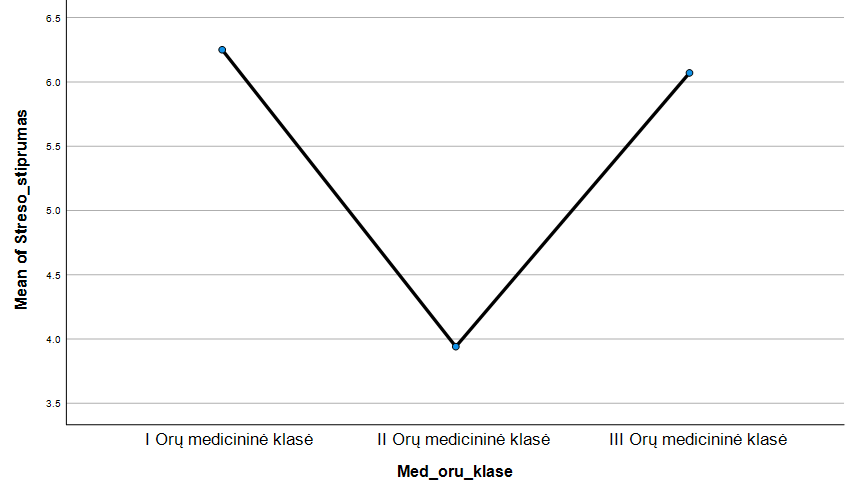 6.5
6.0
5.5
5.0
4.5
4.0
3.5
Mean of Streso_stiprumas
I Orų medicininė klasė
II Orų medicininė klasė
III Orų medicininė klasė
Med_oru_klase